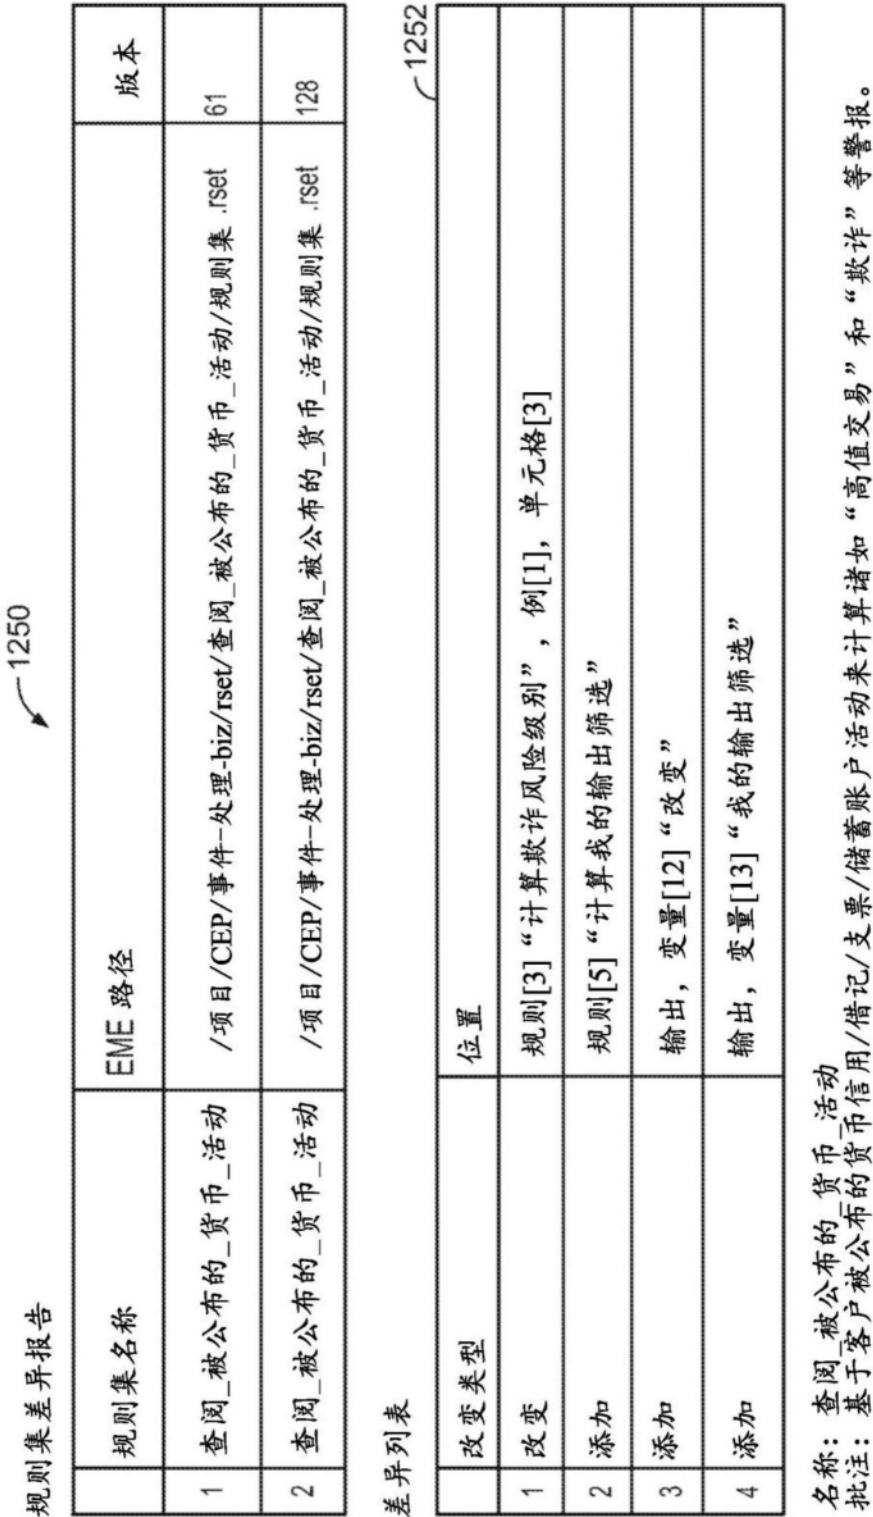 1250
规则集差异报告
规则集名称 EME 路径 版本
1 查阅_被公布的_货币_活动 /项目/CEP/事件-处理-biz/rset/查阅_被公布的_货币_活动/规则集 .rset 61
2 查阅_被公布的_货币_活动 /项目/CEP/事件-处理-biz/rset/查阅_被公布的_货币_活动/规则集 .rset 128
差异列表
1252
改变类型 位置
1 改变 规则[3]“计算欺诈风险级别”, 例[1], 单元格[3]
2 添加 规则[5]“计算我的输出筛选”
3 添加 输出, 变量[12]“改变”
4 添加 输出, 变量[13]“我的输出筛选”
名称: 查阅_被公布的_货币_活动
批注: 基于客户被公布的货币信用/借记/支票/储蓄账户活动来计算诸如“高值交易”和“欺诈”等警报。